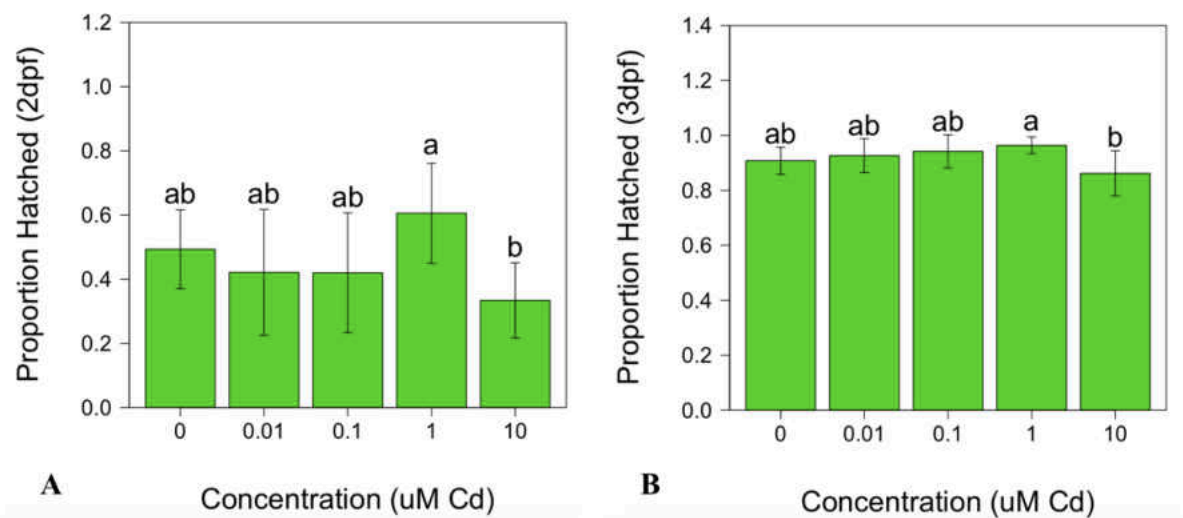 Proportion Hatched (2dpf)
1.2
1.0
0.8
0.6
0.4
0.2
0.0
ab
ab
ab
a
b
0
0.01
0.1
1
10
A
Concentration (uM Cd)
Proportion Hatched (3dpf)
1.4
1.2
1.0
0.8
0.6
0.4
0.2
0.0
ab
ab
ab
a
b
0
0.01
0.1
1
10
B
Concentration (uM Cd)